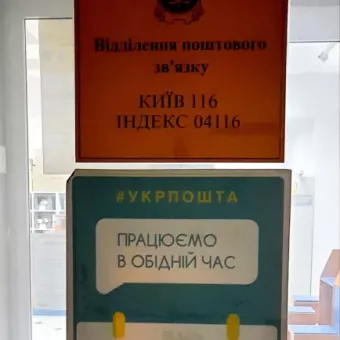 Відділення поштового
зв'язку
КИЇВ 116
ІНДЕКС 04116
#УКРПОШТА
ПРАЦЮЄМО
В ОБІДНІЙ ЧАС